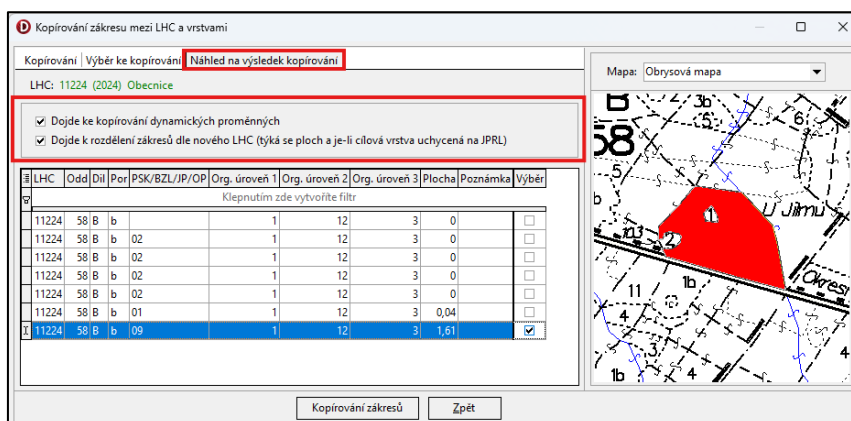 Kopírování zákresu mezi LHC a vrstvami
Kopírování Výběr ke kopírování Náhled na výsledek kopírování
LHC: 11224 (2024) Obecnice
Dojde ke kopírování dynamických proměnných
Dojde k rozdělení zákresů dle nového LHC (týká se ploch a je-li cílová vrstva uchycená na JPRL)
LHC Odd Díl Por PSK/BZL/JP/OP Org. úroveň 1 Org. úroveň 2 Org. úroveň 3 Plocha Poznámka Výběr
Klepnutím zde vytvoříte filtr
11224 58 B b 1 12 3 0
11224 58 B b 02 1 12 3 0
11224 58 B b 02 1 12 3 0
11224 58 B b 02 1 12 3 0
11224 58 B b 02 1 12 3 0
11224 58 B b 01 1 12 3 0,04
11224 58 B b 09 1 12 3 1,61
Kopírování zákresů Zpět
Mapa: Obrysová mapa
B 3b
58 5 6
5
b 1 U Jilmu
2
103
1b Okres
11
4
3 4
1b 4